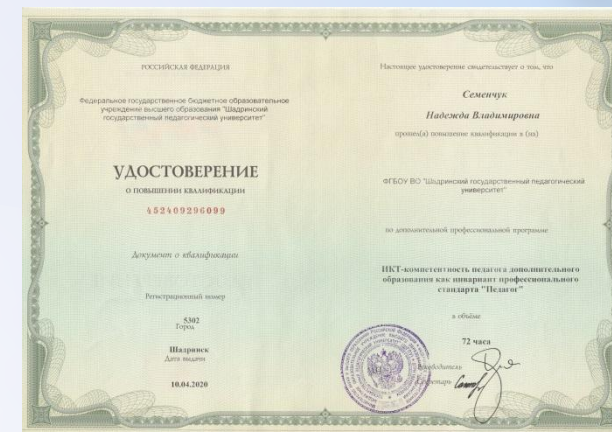 РОССИЙСКАЯ ФЕДЕРАЦИЯ
Федеральное государственное бюджетное образовательное
учреждение высшего образования "Шадринский
государственный педагогический университет"
УДОСТОВЕРЕНИЕ
О ПОВЫШЕНИИ КВАЛИФИКАЦИИ
452409296099
Документ о квалификации
Регистрационный номер
5302
Город
Шадринск
Дата выдачи
10.04.2020
Настоящее удостоверение свидетельствует о том, что
Семенчук
Надежда Владимировна
прошел(а) повышение квалификации в (на)
ФГБОУ ВО "Шадринский государственный педагогический
университет"
по дополнительной профессиональной программе
ИКТ-компетентность педагога дополнительного
образования как инвариант профессионального
стандарта "Педагог"
в объёме
72 часа
Руководитель
Секретарь